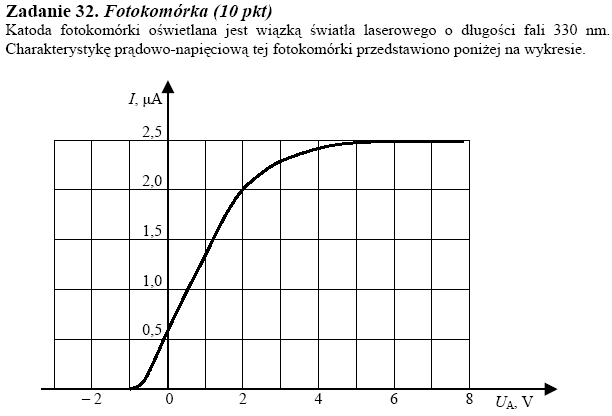 Zadanie 32. Fotokomórka (10 pkt)
Katoda fotokomórki oświetlana jest wiązką światła laserowego o długości fali 330 nm.
Charakterystykę prądowo-napięciową tej fotokomórki przedstawiono poniżej na wykresie.
I, μA
2,5
2,0
1,5
1,0
0,5
– 2 0 2 4 6 8 UA, V